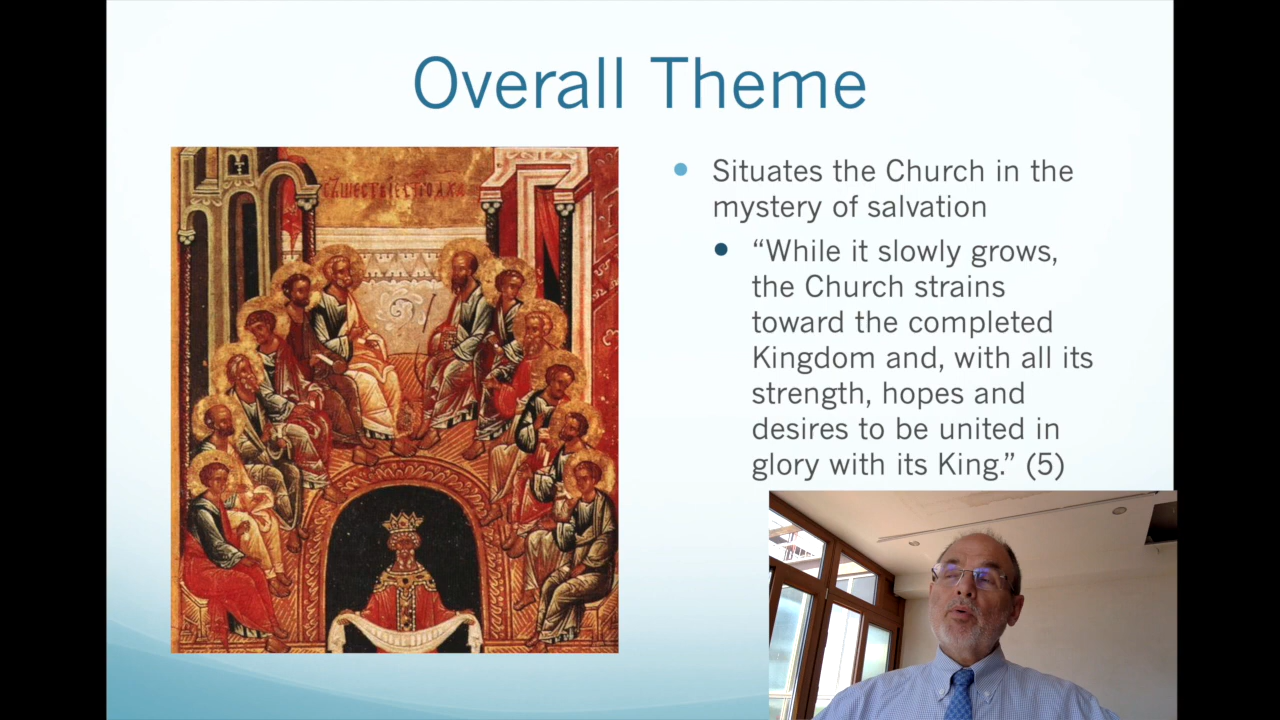 Overall Theme
Situates the Church in the
mystery of salvation
“While it slowly grows,
the Church strains
toward the completed
Kingdom and, with all its
strength, hopes and
desires to be united in
glory with its King.” (5)